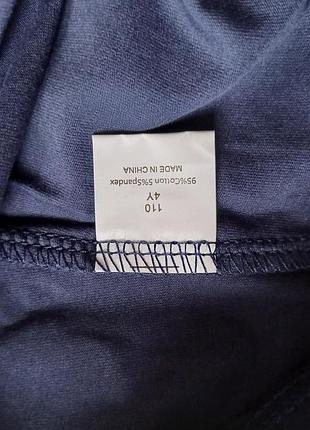 110
4Y
95%Cotton 5%Spandex
MADE IN CHINA